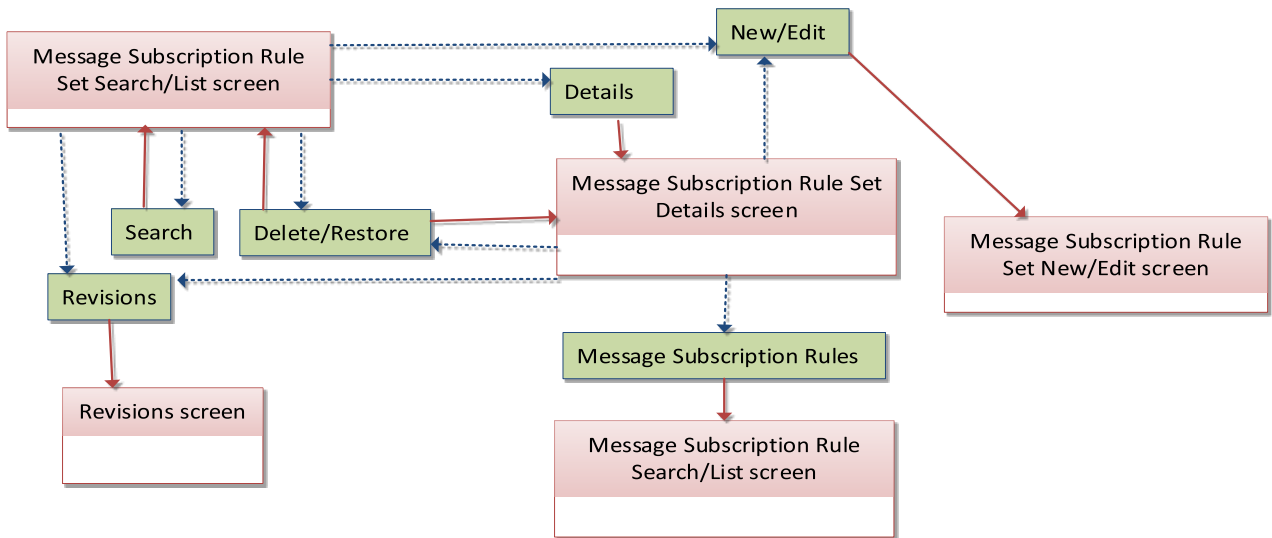 New/Edit
Message Subscription Rule
Set Search/List screen
Details
Message Subscription Rule Set
Details screen
Search
Delete/Restore
Message Subscription Rule
Set New/Edit screen
Revisions
Message Subscription Rules
Revisions screen
Message Subscription Rule
Search/List screen